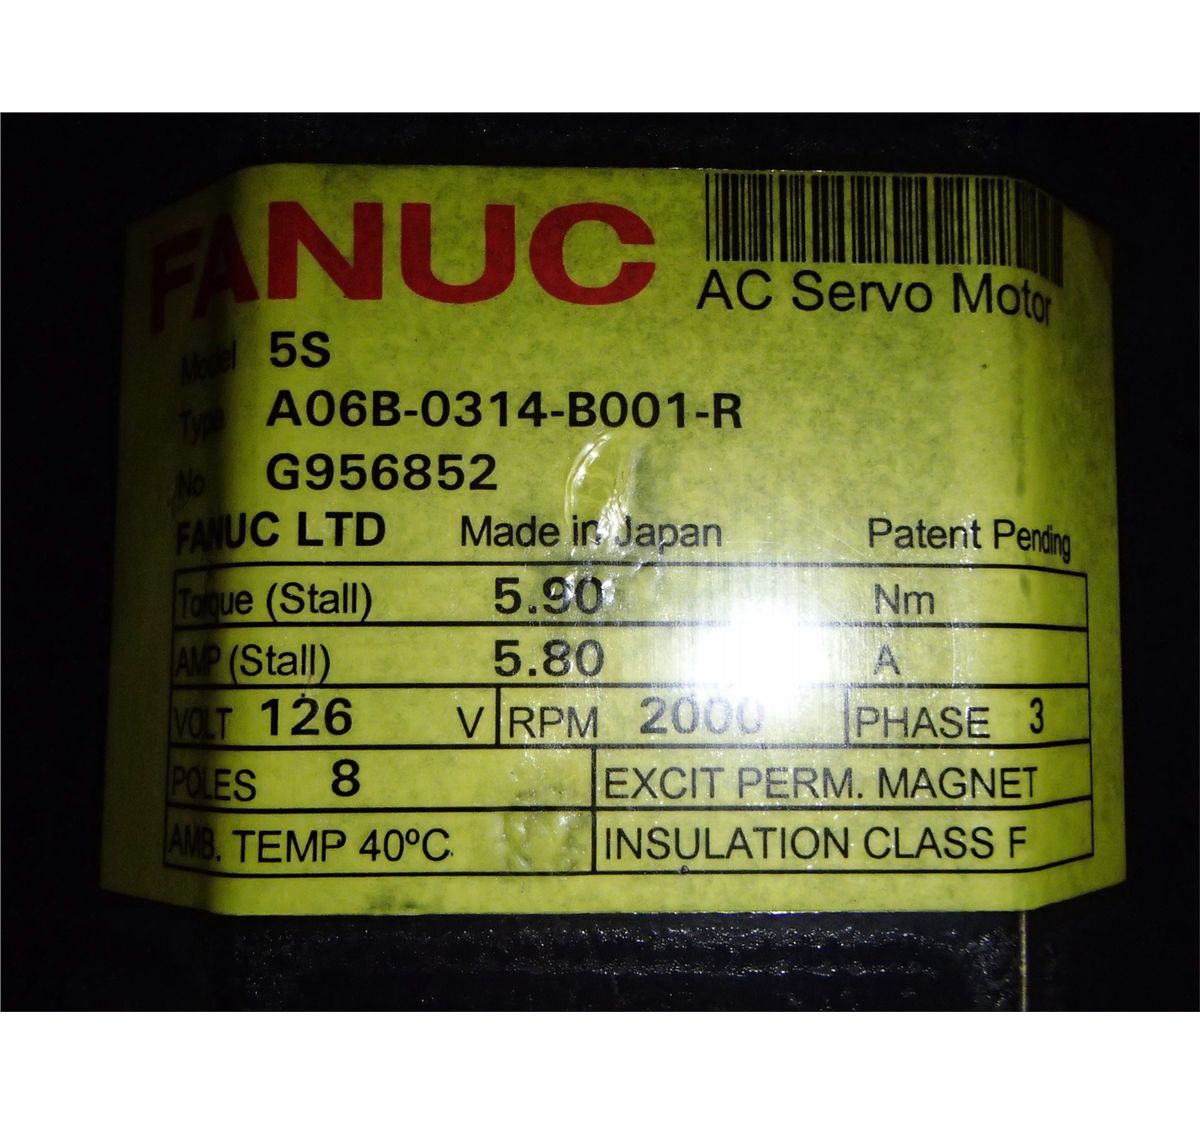 FANUC
AC Servo Motor
Model 5S
Type A06B-0314-B001-R
No G956852
FANUC LTD Made in Japan Patent Pending
Torque (Stall) 5.90 Nm
AMP (Stall) 5.80 A
VOLT 126 V RPM 2000 PHASE 3
POLES 8 EXCIT PERM. MAGNET
AMB. TEMP 40ºC. INSULATION CLASS F